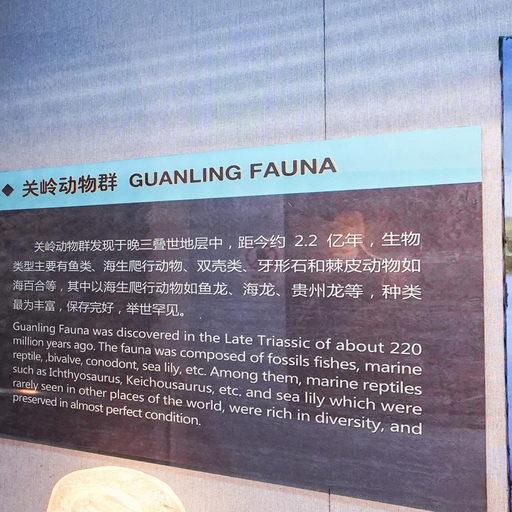 ◆ 关岭动物群 GUANLING FAUNA
关岭动物群发现于晚三叠世地层中，距今约 2.2 亿年，生物
类型主要有鱼类、海生爬行动物、双壳类、牙形石和棘皮动物如
海百合等，其中以海生爬行动物如鱼龙、海龙、贵州龙等，种类
最为丰富，保存完好，举世罕见。
Guanling Fauna was discovered in the Late Triassic of about 220
million years ago. The fauna was composed of fossils fishes, marine
reptile, ,bivalve, conodont, sea lily, etc. Among them, marine reptiles
such as Ichthyosaurus, Keichousaurus, etc. and sea lily which were
rarely seen in other places of the world, were rich in diversity, and
preserved in almost perfect condition.